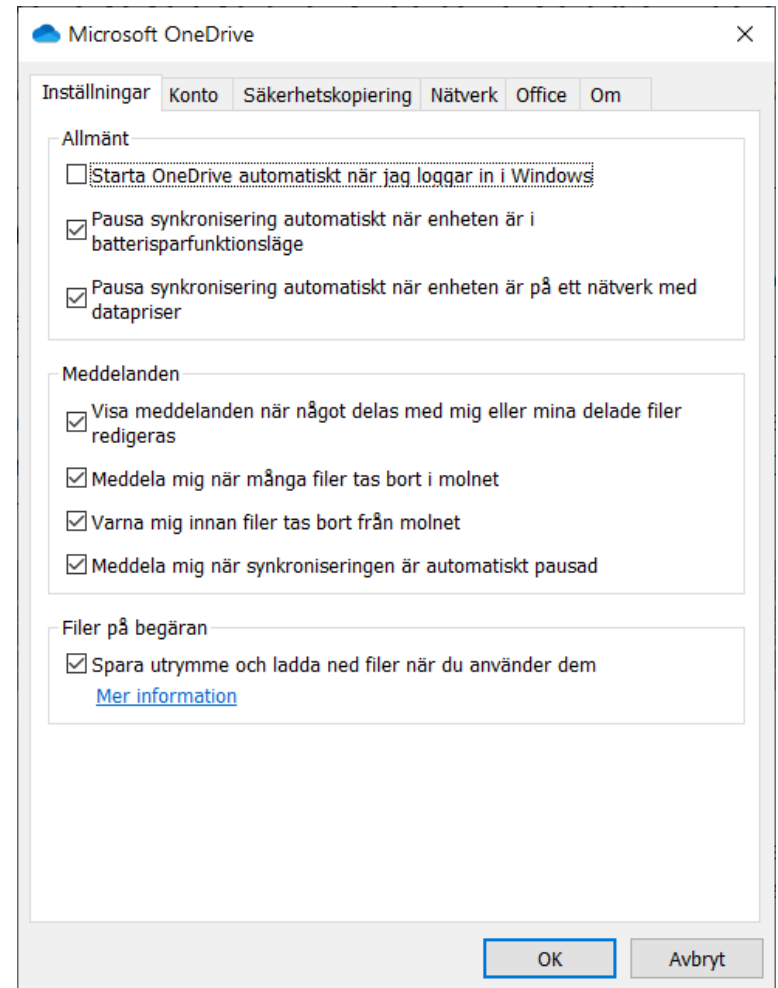 Microsoft OneDrive
Inställningar Konto Säkerhetskopiering Nätverk Office Om
Allmänt
Starta OneDrive automatiskt när jag loggar in i Windows
Pausa synkronisering automatiskt när enheten är i
batterisparfunktionsläge
Pausa synkronisering automatiskt när enheten är på ett nätverk med
datapriser
Meddelanden
Visa meddelanden när något delas med mig eller mina delade filer
redigeras
Meddela mig när många filer tas bort i molnet
Varna mig innan filer tas bort från molnet
Meddela mig när synkroniseringen är automatiskt pausad
Filer på begäran
Spara utrymme och ladda ned filer när du använder dem
Mer information
OK Avbryt